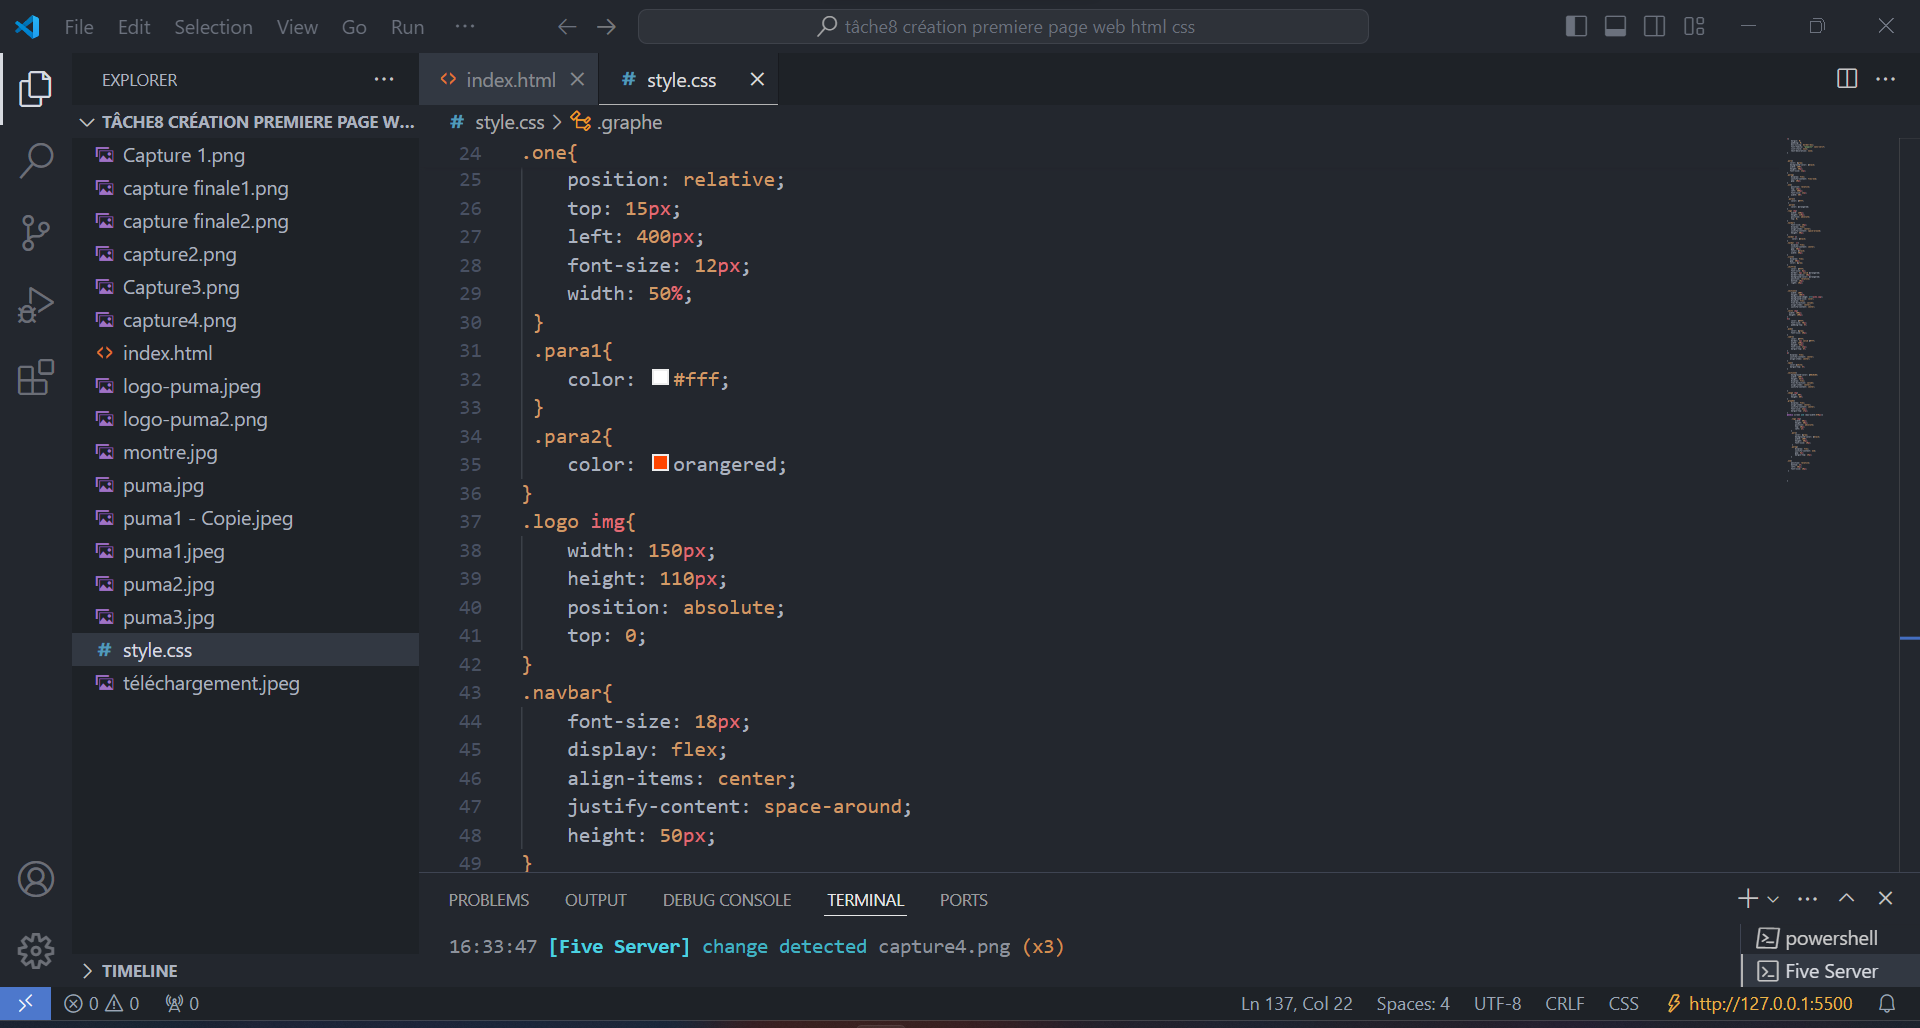 File Edit Selection View Go Run ··· tâche8 création premiere page web html css
EXPLORER ···
TÂCHE8 CRÉATION PREMIERE PAGE W...
Capture 1.png
capture finale1.png
capture finale2.png
capture2.png
Capture3.png
capture4.png
index.html
logo-puma.jpeg
logo-puma2.png
montre.jpg
puma.jpg
puma1 - Copie.jpeg
puma1.jpeg
puma2.jpg
puma3.jpg
# style.css
téléchargement.jpeg
TIMELINE
<> index.html # style.css
# style.css > .graphe
24 .one{
25 position: relative;
26 top: 15px;
27 left: 400px;
28 font-size: 12px;
29 width: 50%;
30 }
31 .para1{
32 color: #fff;
33 }
34 .para2{
35 color: orangered;
36 }
37 .logo img{
38 width: 150px;
39 height: 110px;
40 position: absolute;
41 top: 0;
42 }
43 .navbar{
44 font-size: 18px;
45 display: flex;
46 align-items: center;
47 justify-content: space-around;
48 height: 50px;
49 }
PROBLEMS OUTPUT DEBUG CONSOLE TERMINAL PORTS
16:33:47 [Five Server] change detected capture4.png (x3)
powershell
Five Server
0 0 0 Ln 137, Col 22 Spaces: 4 UTF-8 CRLF CSS http://127.0.0.1:5500